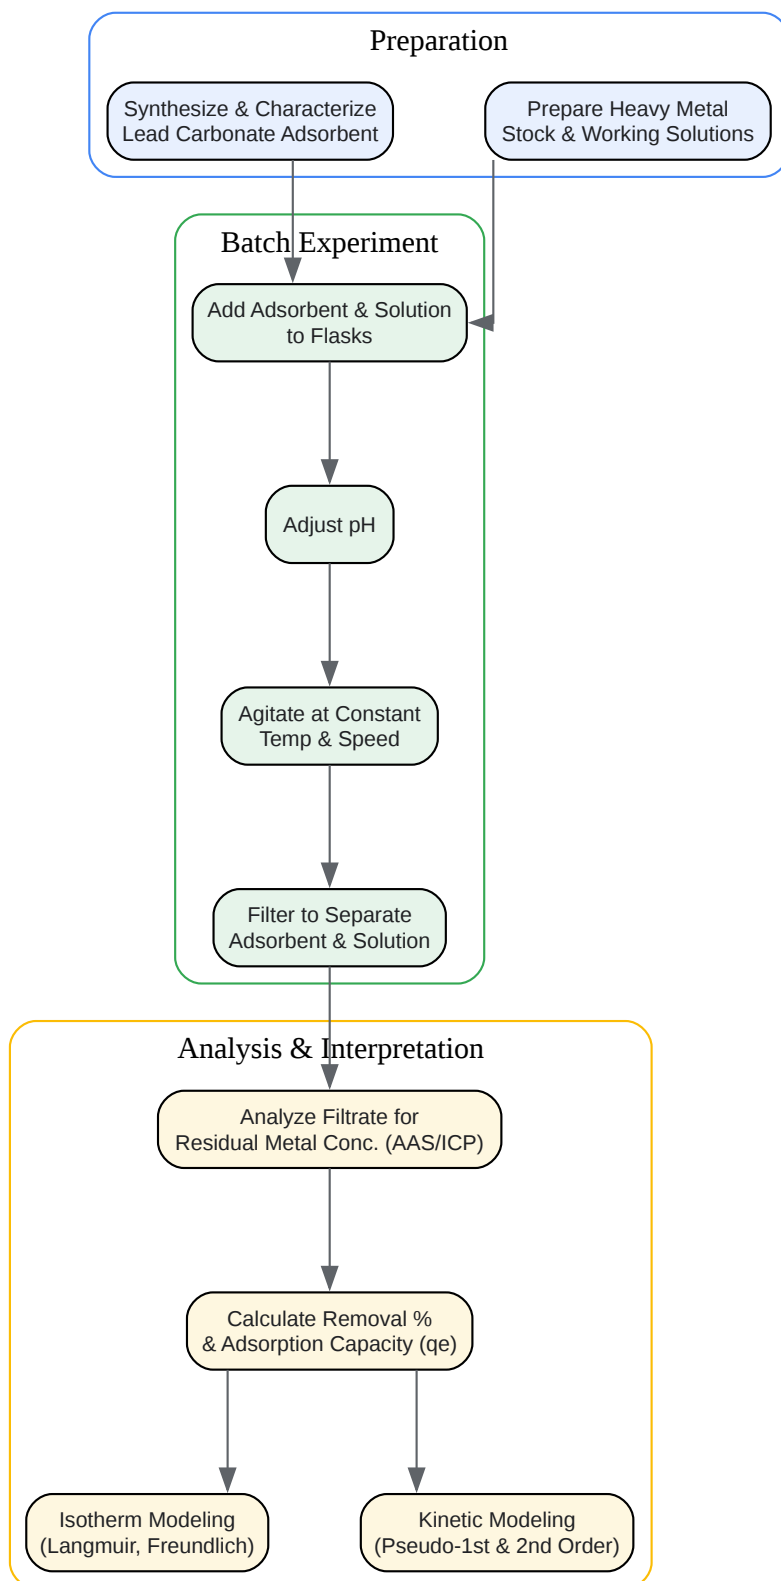 Preparation
Synthesize & Characterize
Lead Carbonate Adsorbent
Prepare Heavy Metal
Stock & Working Solutions
Batch Experiment
Add Adsorbent & Solution
to Flasks
Adjust pH
Agitate at Constant
Temp & Speed
Filter to Separate
Adsorbent & Solution
Analysis & Interpretation
Analyze Filtrate for
Residual Metal Conc. (AAS/ICP)
Calculate Removal %
& Adsorption Capacity (qe)
Isotherm Modeling
(Langmuir, Freundlich)
Kinetic Modeling
(Pseudo-1st & 2nd Order)